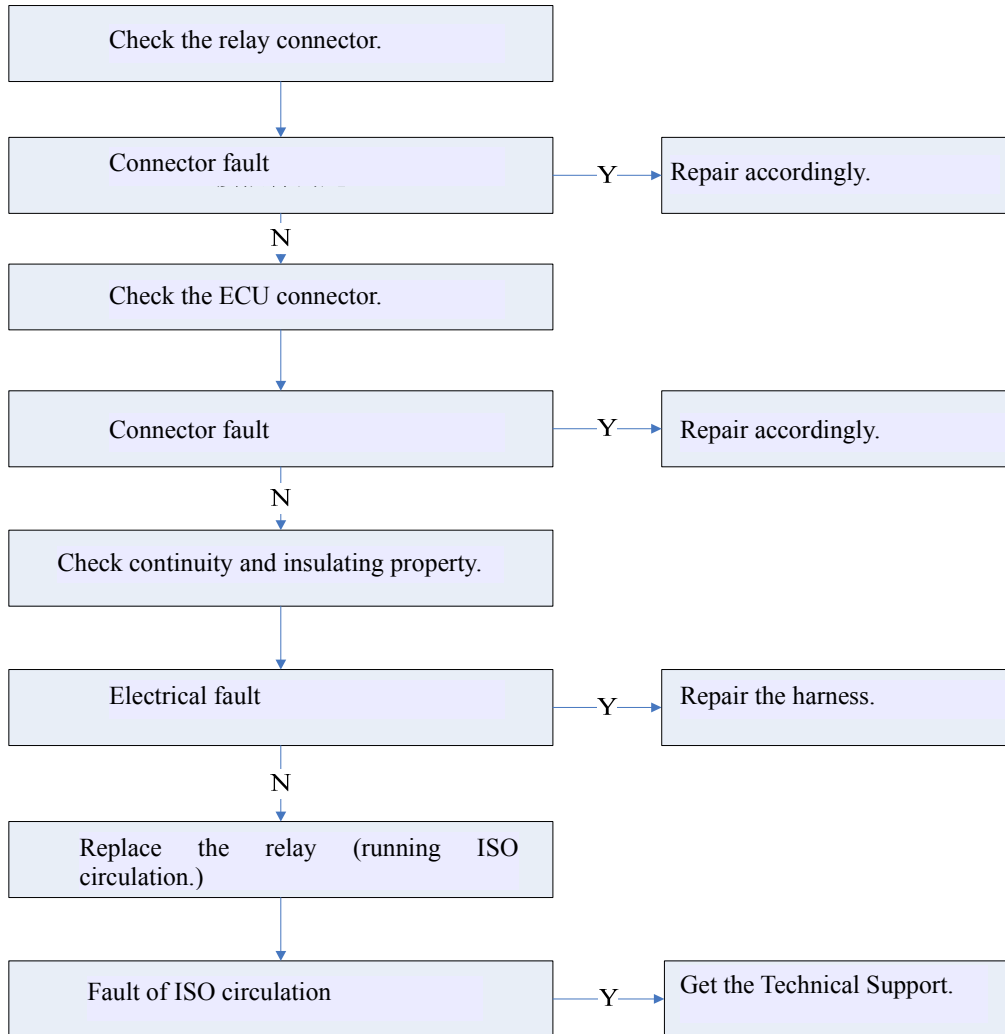 Check the relay connector.
Connector fault
Y
Repair accordingly.
N
Check the ECU connector.
Connector fault
Y
Repair accordingly.
N
Check continuity and insulating property.
Electrical fault
Y
Repair the harness.
N
Replace the relay (running ISO
circulation.)
Fault of ISO circulation
Y
Get the Technical Support.